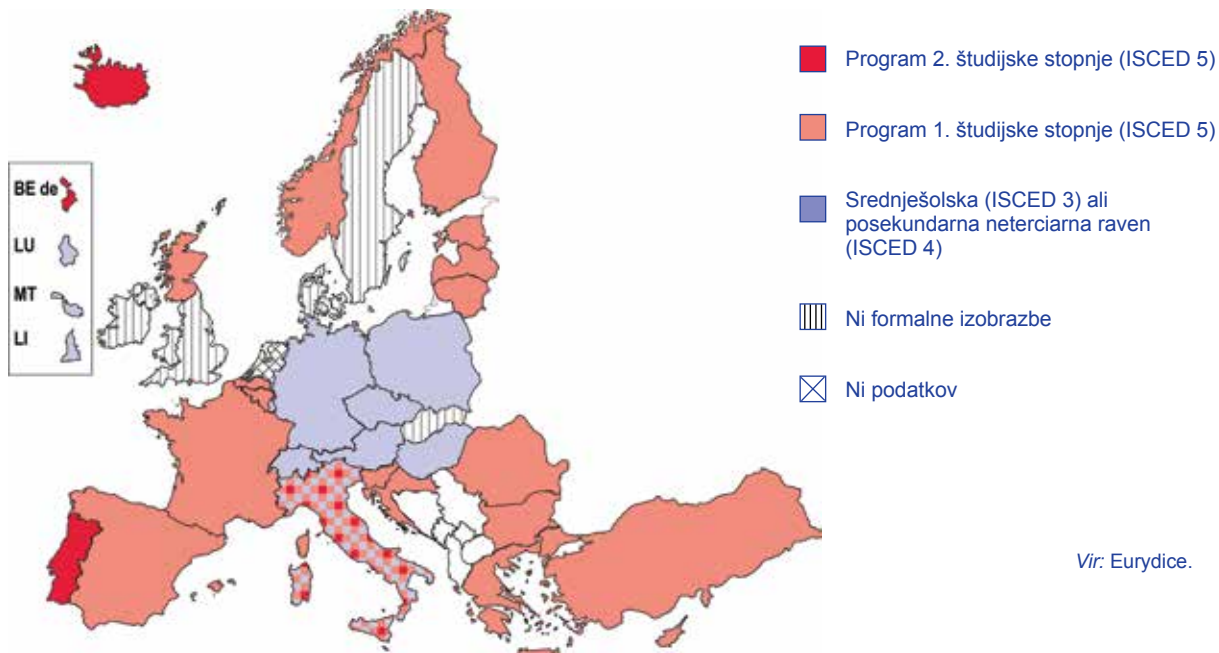 BE de
LU
MT
LI
Program 2. študijske stopnje (ISCED 5)
Program 1. študijske stopnje (ISCED 5)
Srednješolska (ISCED 3) ali
posekundarna neterciarna raven
(ISCED 4)
Ni formalne izobrazbe
Ni podatkov
Vir: Eurydice.